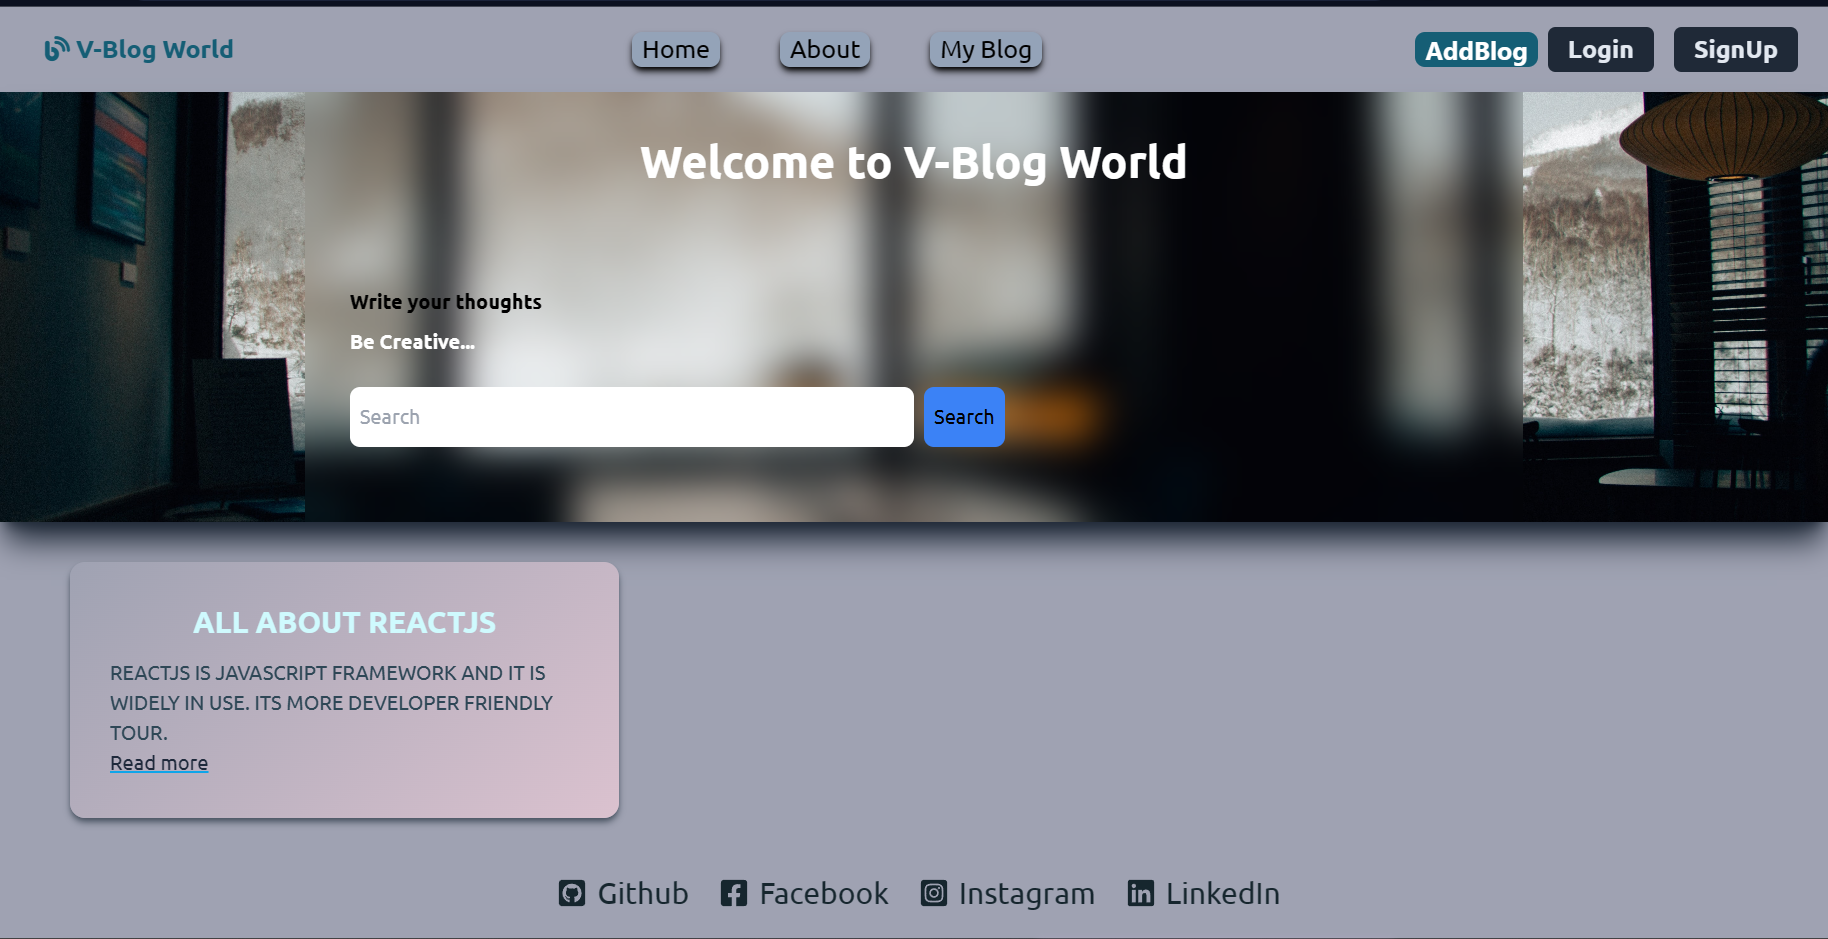 V-Blog World
Home
About
My Blog
AddBlog
Login
SignUp
Welcome to V-Blog World
Write your thoughts
Be Creative...
Search
Search
ALL ABOUT REACTJS
REACTJS IS JAVASCRIPT FRAMEWORK AND IT IS
WIDELY IN USE. ITS MORE DEVELOPER FRIENDLY
TOUR.
Read more
Github
Facebook
Instagram
LinkedIn